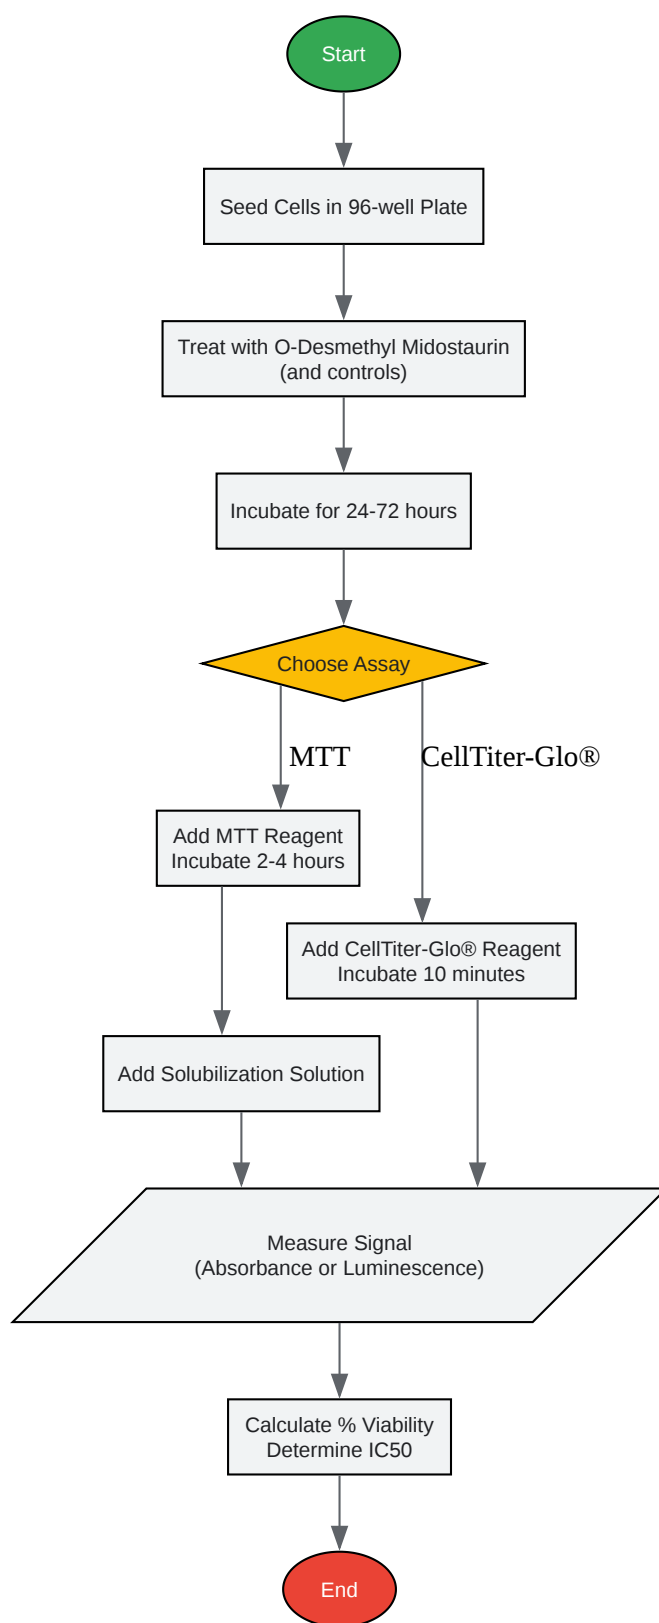 Start
Seed Cells in 96-well Plate
Treat with O-Desmethyl Midostaurin
(and controls)
Incubate for 24-72 hours
Choose Assay
MTT
CellTiter-Glo®
Add MTT Reagent
Incubate 2-4 hours
Add CellTiter-Glo® Reagent
Incubate 10 minutes
Add Solubilization Solution
Measure Signal
(Absorbance or Luminescence)
Calculate % Viability
Determine IC50
End